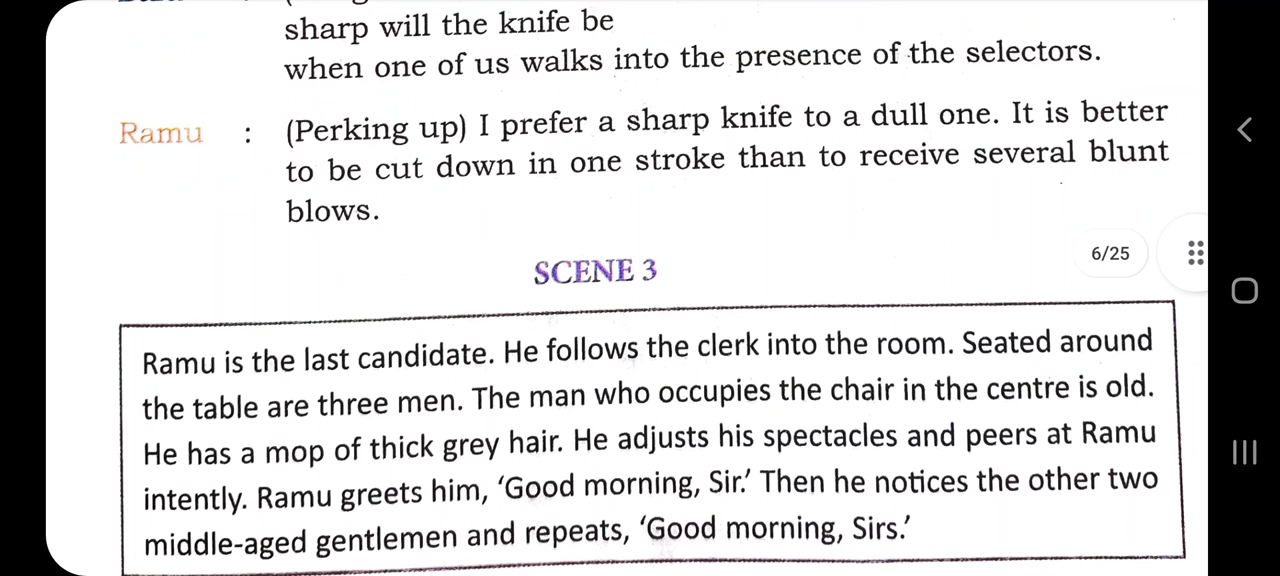 sharp will the knife be
when one of us walks into the presence of the selectors.
Ramu : (Perking up) I prefer a sharp knife to a dull one. It is better
to be cut down in one stroke than to receive several blunt
blows.
6/25
SCENE 3
Ramu is the last candidate. He follows the clerk into the room. Seated around
the table are three men. The man who occupies the chair in the centre is old.
He has a mop of thick grey hair. He adjusts his spectacles and peers at Ramu
intently. Ramu greets him, ‘Good morning, Sir.’ Then he notices the other two
middle-aged gentlemen and repeats, ‘Good morning, Sirs.’